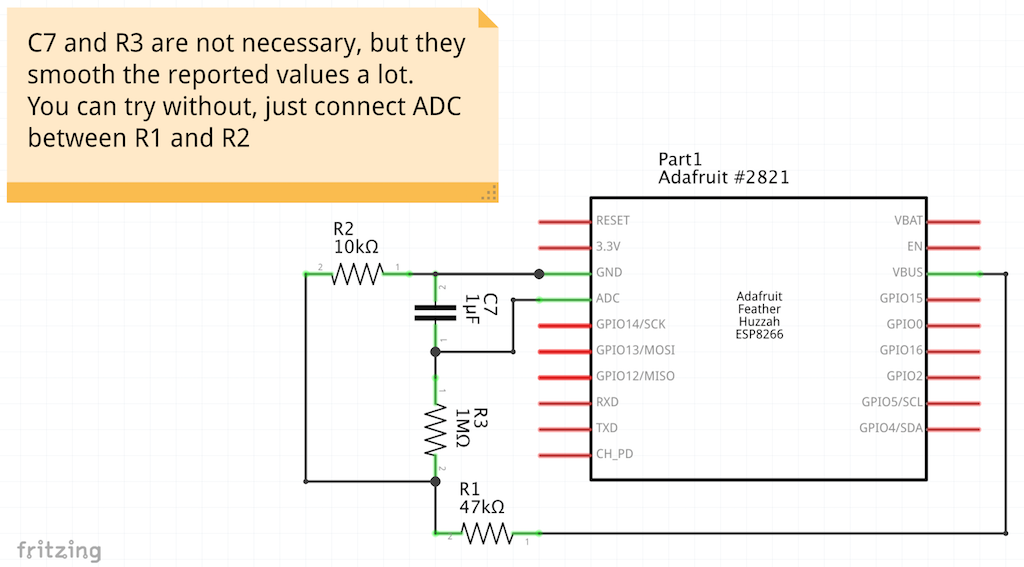 C7 and R3 are not necessary, but they
smooth the reported values a lot.
You can try without, just connect ADC
between R1 and R2
Part1
Adafruit #2821
RESET
3.3V
GND
ADC
GPIO14/SCK
GPIO13/MOSI
GPIO12/MISO
RXD
TXD
CH_PD
Adafruit
Feather
Huzzah
ESP8266
VBAT
EN
VBUS
GPIO15
GPIO0
GPIO16
GPIO2
GPIO5/SCL
GPIO4/SDA
R2
10kΩ
2 1
C7
1µF
2
1
R3
1MΩ
1
2
R1
47kΩ
2 1
fritzing